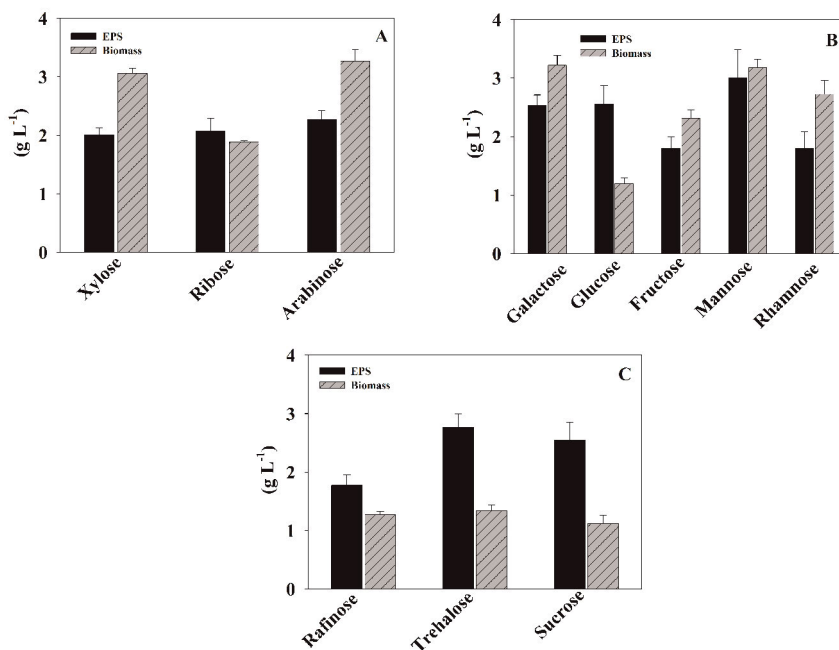 4
3
2
1
0
(g L-1)
EPS
Biomass
A
Xylose
Ribose
Arabinose
4
3
2
1
0
(g L-1)
EPS
Biomass
B
Galactose
Glucose
Fructose
Mannose
Rhamnose
4
3
2
1
0
(g L-1)
EPS
Biomass
C
Rafinose
Trehalose
Sucrose